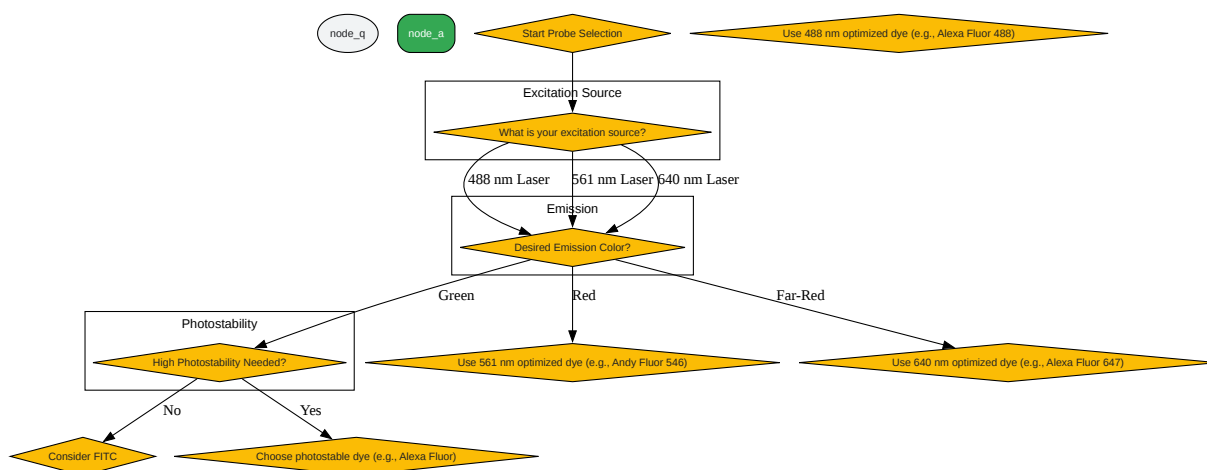 node_q
node_a
Start Probe Selection
Use 488 nm optimized dye (e.g., Alexa Fluor 488)
Excitation Source
What is your excitation source?
488 nm Laser
561 nm Laser
640 nm Laser
Emission
Desired Emission Color?
Green
Red
Far-Red
Photostability
High Photostability Needed?
Use 561 nm optimized dye (e.g., Andy Fluor 546)
Use 640 nm optimized dye (e.g., Alexa Fluor 647)
No
Yes
Consider FITC
Choose photostable dye (e.g., Alexa Fluor)